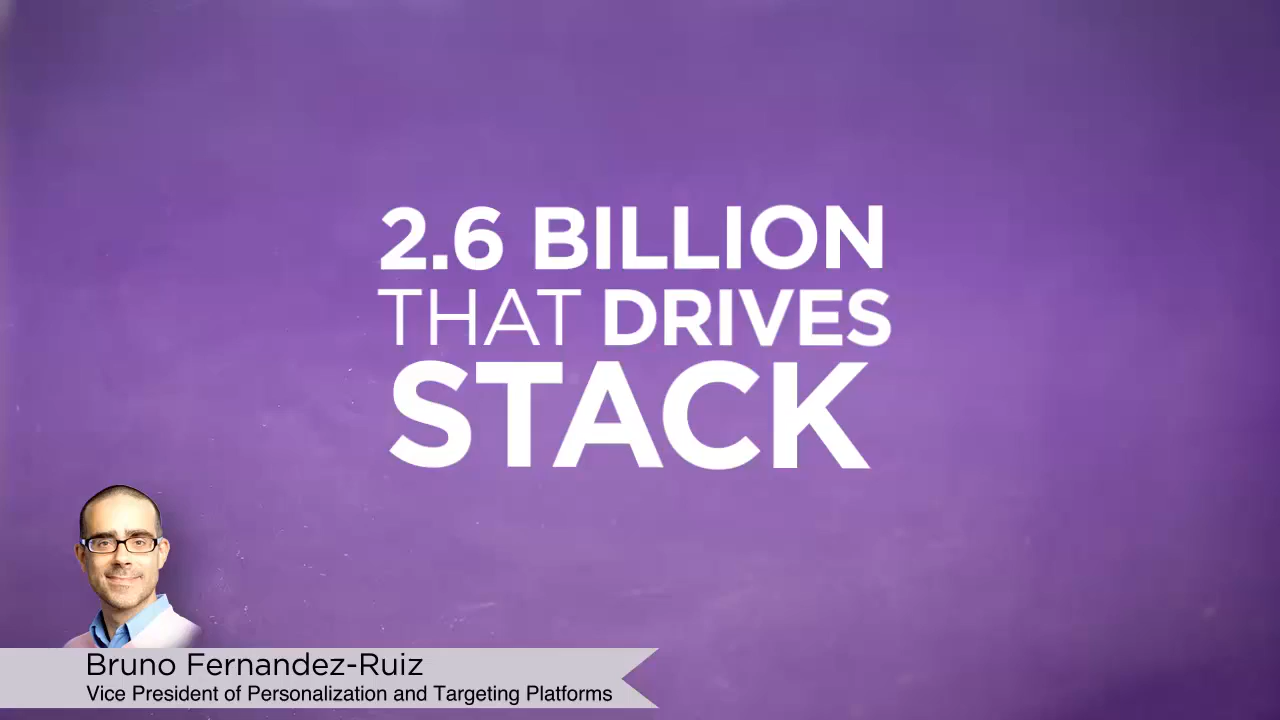 2.6 BILLION
THAT DRIVES
STACK
Bruno Fernandez-Ruiz
Vice President of Personalization and Targeting Platforms